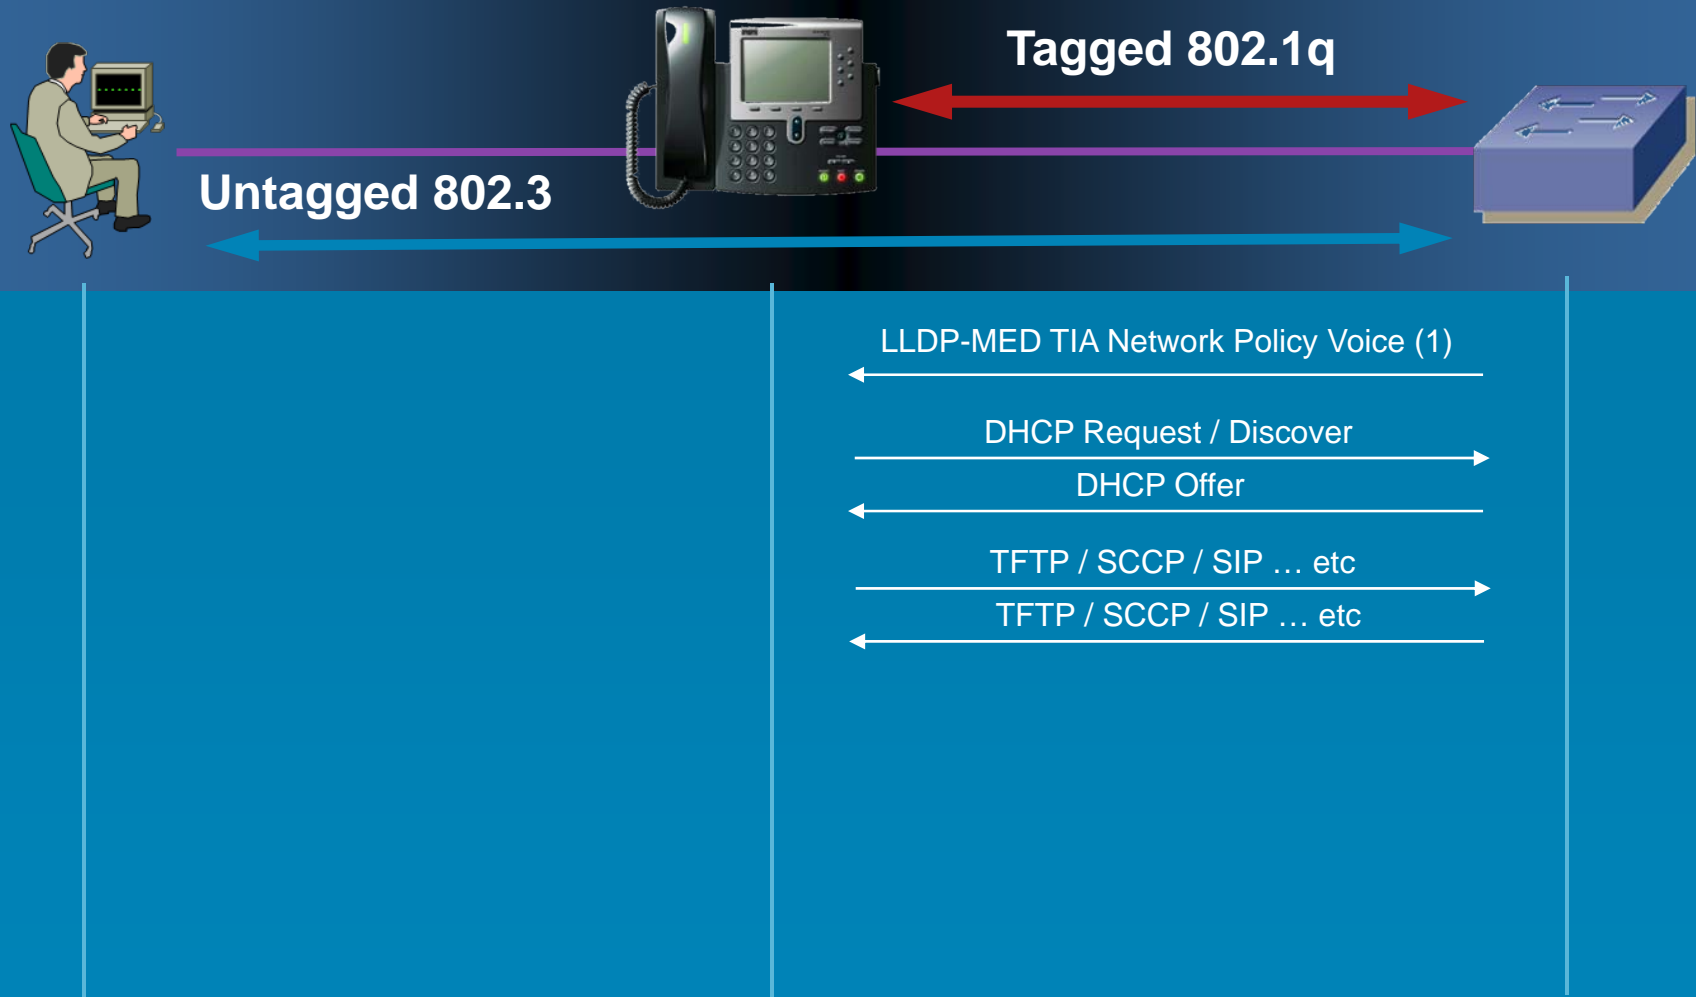 Tagged 802.1q
Untagged 802.3
LLDP-MED TIA Network Policy Voice (1)
DHCP Request / Discover
DHCP Offer
TFTP / SCCP / SIP … etc
TFTP / SCCP / SIP … etc